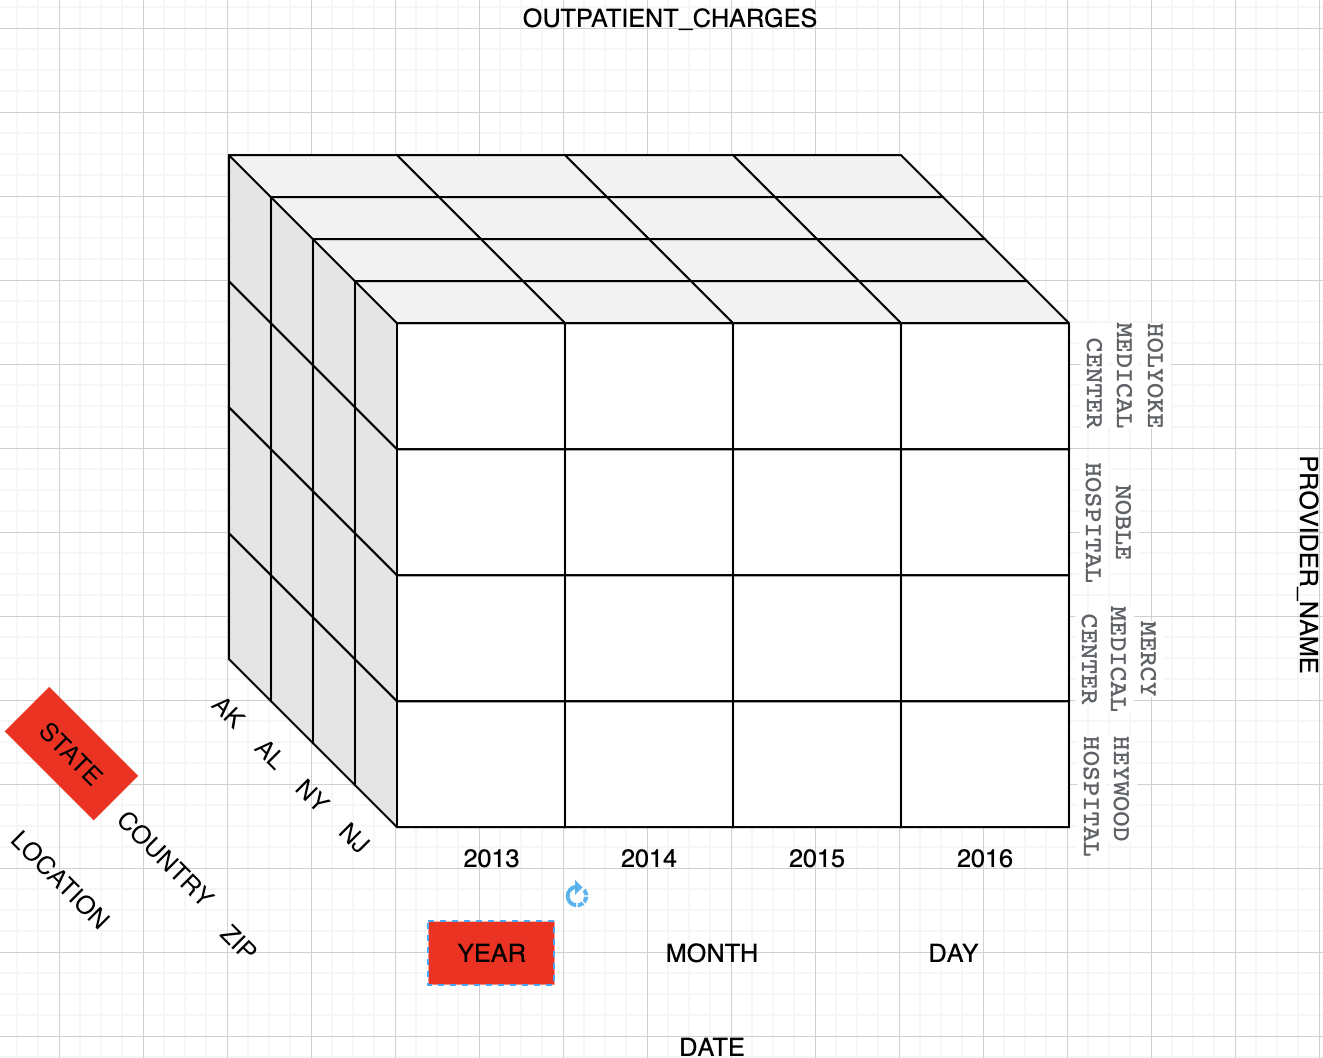 OUTPATIENT_CHARGES
HOLYOKE
MEDICAL
CENTER
NOBLE
HOSPITAL
MERCY
MEDICAL
CENTER
HEYWOOD
HOSPITAL
PROVIDER_NAME
AK
AL
NY
NJ
STATE
COUNTRY
ZIP
LOCATION
2013
2014
2015
2016
YEAR
MONTH
DAY
DATE